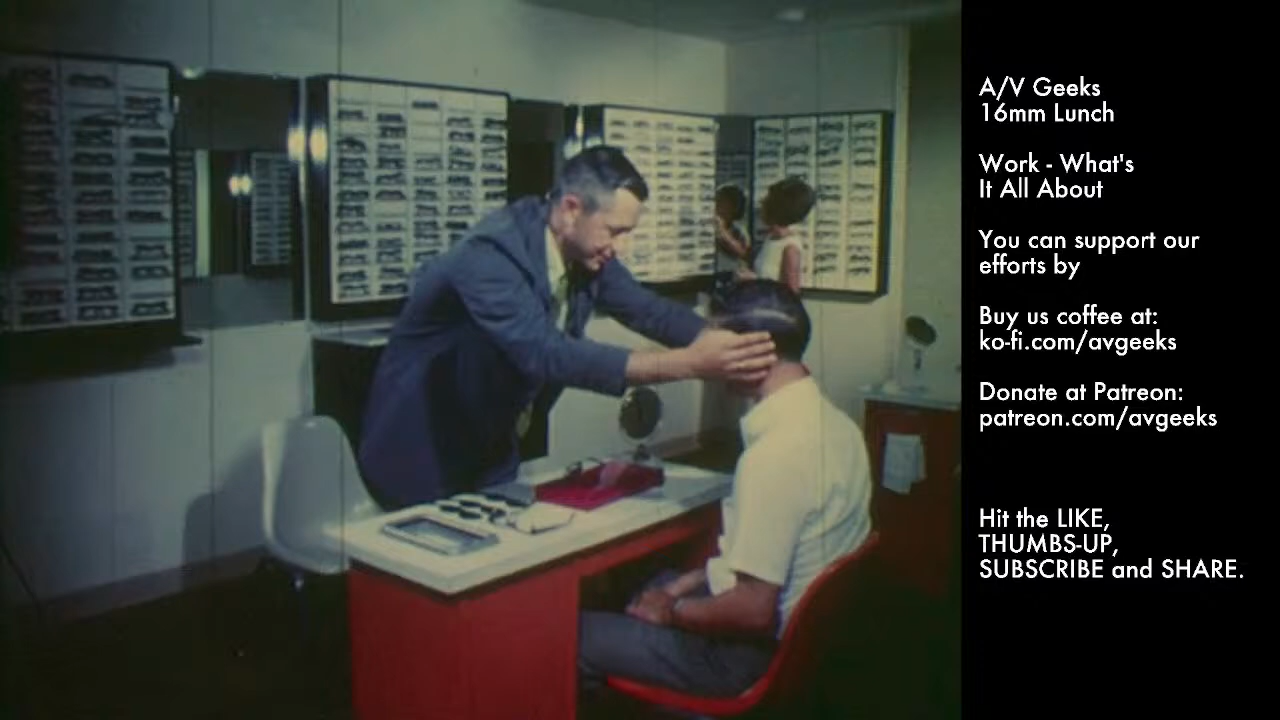 A/V Geeks
16mm Lunch
Work - What's
It All About
You can support our
efforts by
Buy us coffee at:
ko-fi.com/avgeeks
Donate at Patreon:
patreon.com/avgeeks
Hit the LIKE,
THUMBS-UP,
SUBSCRIBE and SHARE.